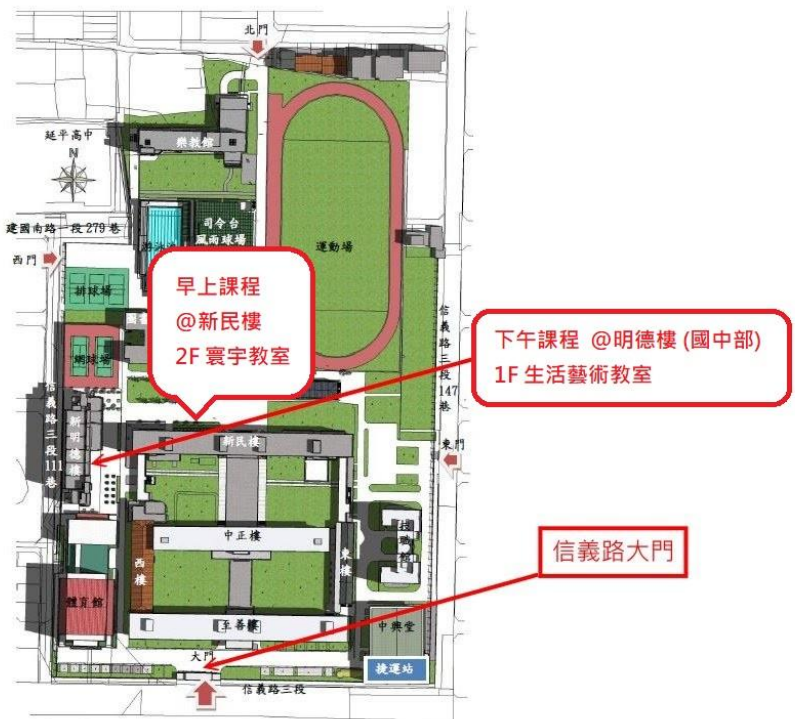 北門
延平高中
N
樂教館
建國南路一段279巷
司令台
風雨球場
游泳池
運動場
西門
排球場
早上課程
@新民樓
2F 寰宇教室
信義路三段147巷
下午課程 @明德樓 (國中部)
1F 生活藝術教室
網球場
信義路三段111巷
新明德樓
新民樓
東門
中正樓
西樓
東樓
信義路大門
體育館
至善樓
中興堂
大門
捷運站
信義路三段